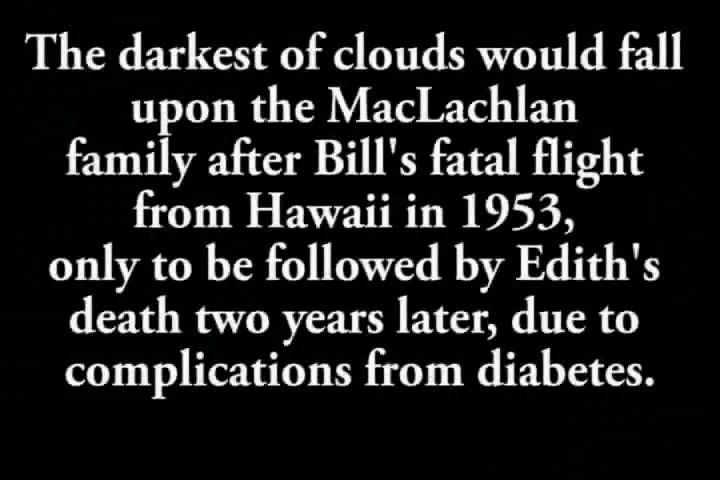 The darkest of clouds would fall
upon the MacLachlan
family after Bill's fatal flight
from Hawaii in 1953,
only to be followed by Edith's
death two years later, due to
complications from diabetes.